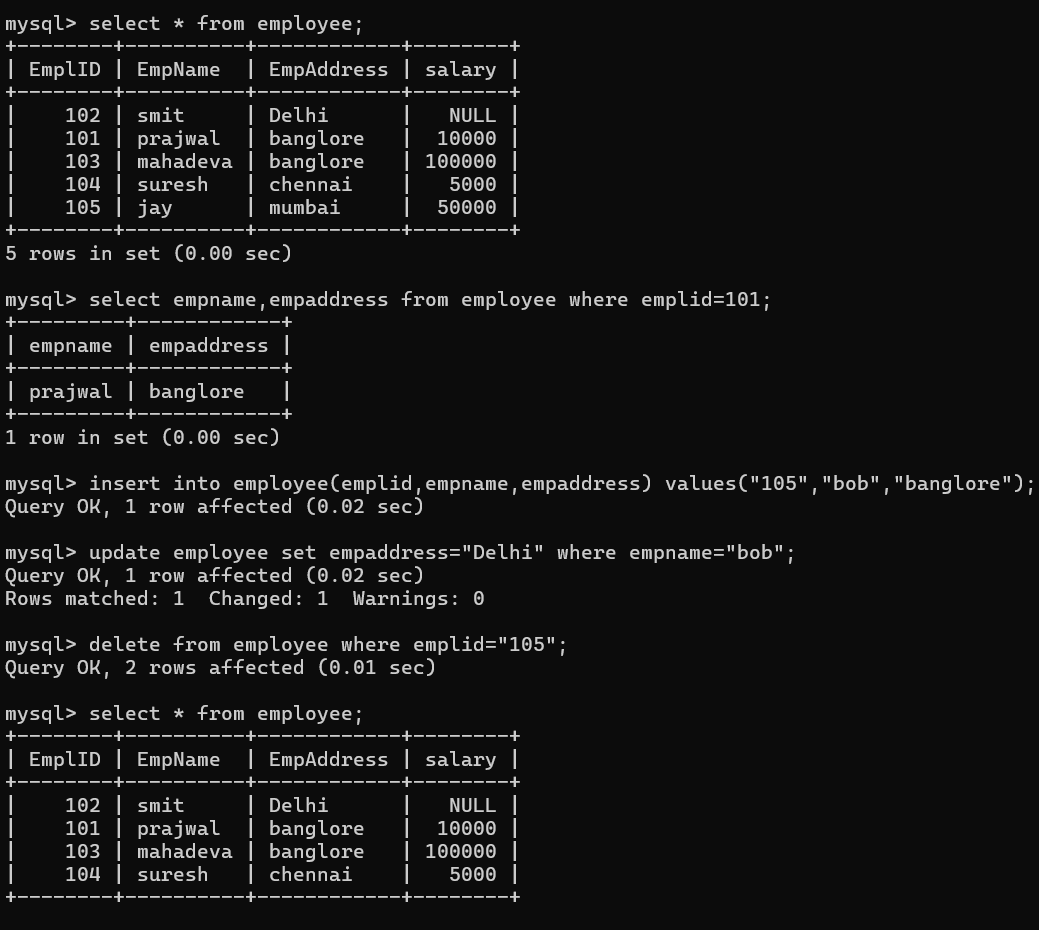 mysql> select * from employee;
+--------+----------+------------+--------+
| EmplID | EmpName  | EmpAddress | salary |
+--------+----------+------------+--------+
|    102 | smit     | Delhi      |   NULL |
|    101 | prajwal  | banglore   |  10000 |
|    103 | mahadeva | banglore   | 100000 |
|    104 | suresh   | chennai    |   5000 |
|    105 | jay      | mumbai     |  50000 |
+--------+----------+------------+--------+
5 rows in set (0.00 sec)

mysql> select empname,empaddress from employee where emplid=101;
+---------+------------+
| empname | empaddress |
+---------+------------+
| prajwal | banglore   |
+---------+------------+
1 row in set (0.00 sec)

mysql> insert into employee(emplid,empname,empaddress) values("105","bob","banglore");
Query OK, 1 row affected (0.02 sec)

mysql> update employee set empaddress="Delhi" where empname="bob";
Query OK, 1 row affected (0.02 sec)
Rows matched: 1  Changed: 1  Warnings: 0

mysql> delete from employee where emplid="105";
Query OK, 2 rows affected (0.01 sec)

mysql> select * from employee;
+--------+----------+------------+--------+
| EmplID | EmpName  | EmpAddress | salary |
+--------+----------+------------+--------+
|    102 | smit     | Delhi      |   NULL |
|    101 | prajwal  | banglore   |  10000 |
|    103 | mahadeva | banglore   | 100000 |
|    104 | suresh   | chennai    |   5000 |
+--------+----------+------------+--------+